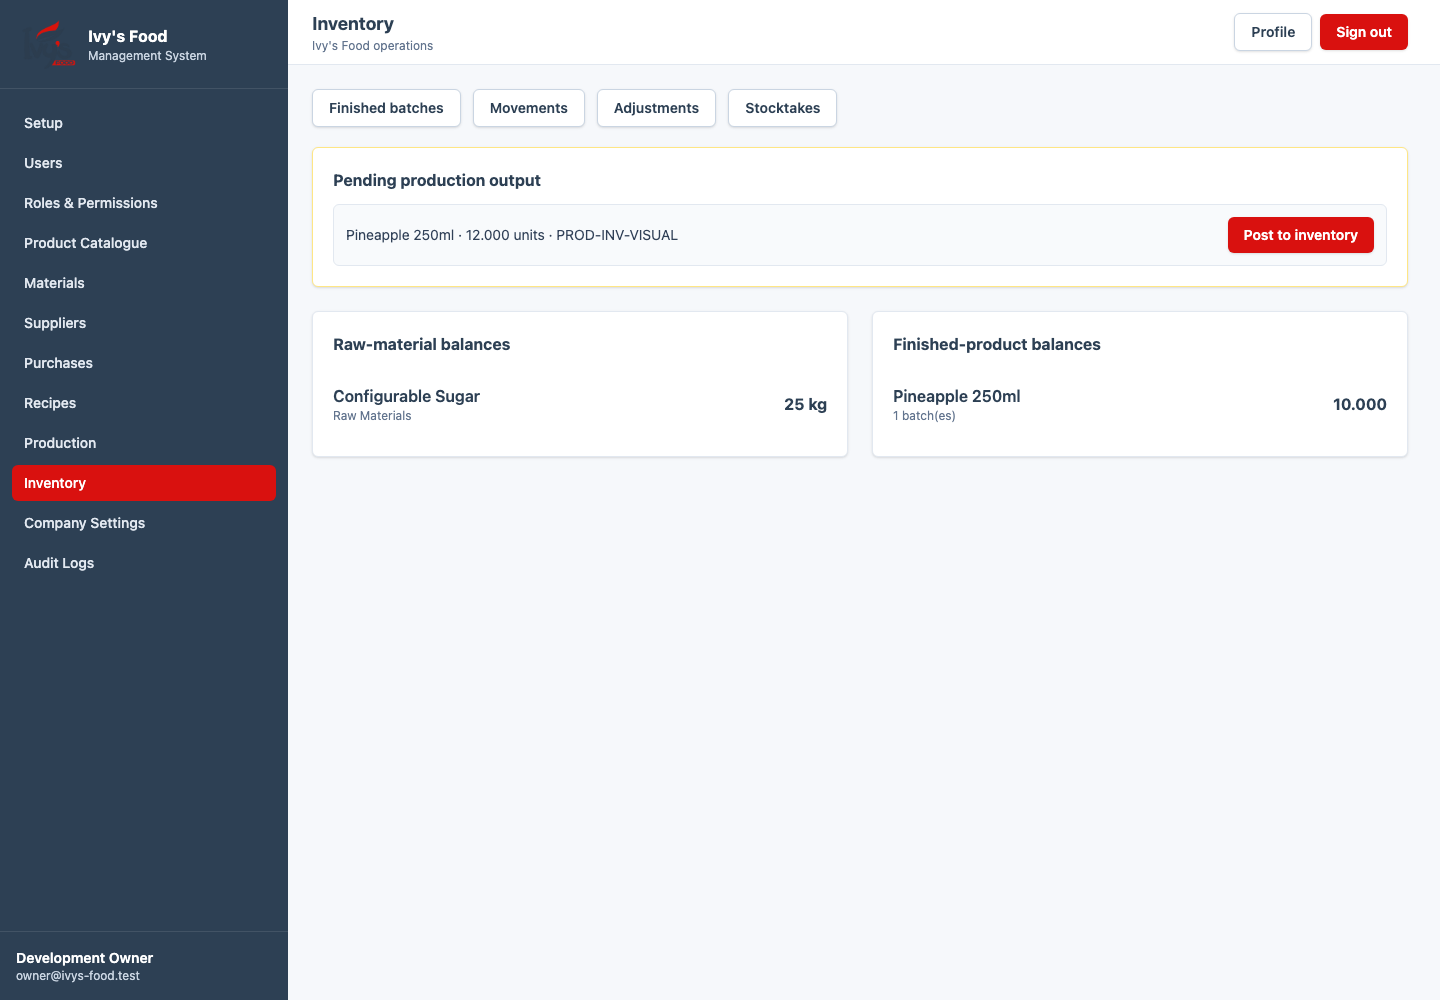 Ivy's Food
Management System
Setup
Users
Roles & Permissions
Product Catalogue
Materials
Suppliers
Purchases
Recipes
Production
Inventory
Company Settings
Audit Logs
Development Owner
owner@ivys-food.test
Inventory
Ivy's Food operations
Profile
Sign out
Finished batches
Movements
Adjustments
Stocktakes
Pending production output
Pineapple 250ml · 12.000 units · PROD-INV-VISUAL
Post to inventory
Raw-material balances
Configurable Sugar
Raw Materials
25 kg
Finished-product balances
Pineapple 250ml
1 batch(es)
10.000